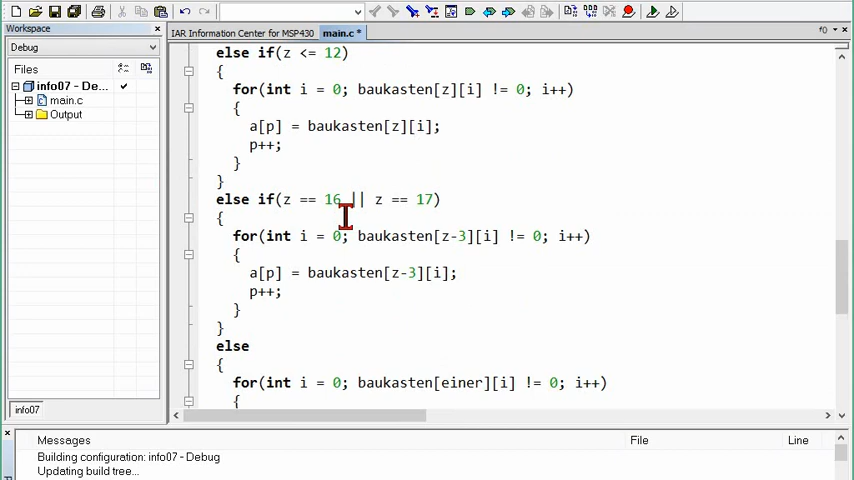 Workspace
Debug
Files
info07 - De...
main.c
Output
info07
IAR Information Center for MSP430
main.c *
f()
else if(z <= 12)
{
for(int i = 0; baukasten[z][i] != 0; i++)
{
a[p] = baukasten[z][i];
p++;
}
}
else if(z == 16 || z == 17)
{
for(int i = 0; baukasten[z-3][i] != 0; i++)
{
a[p] = baukasten[z-3][i];
p++;
}
}
else
{
for(int i = 0; baukasten[einer][i] != 0; i++)
{
Messages
File
Line
Building configuration: info07 - Debug
Updating build tree...